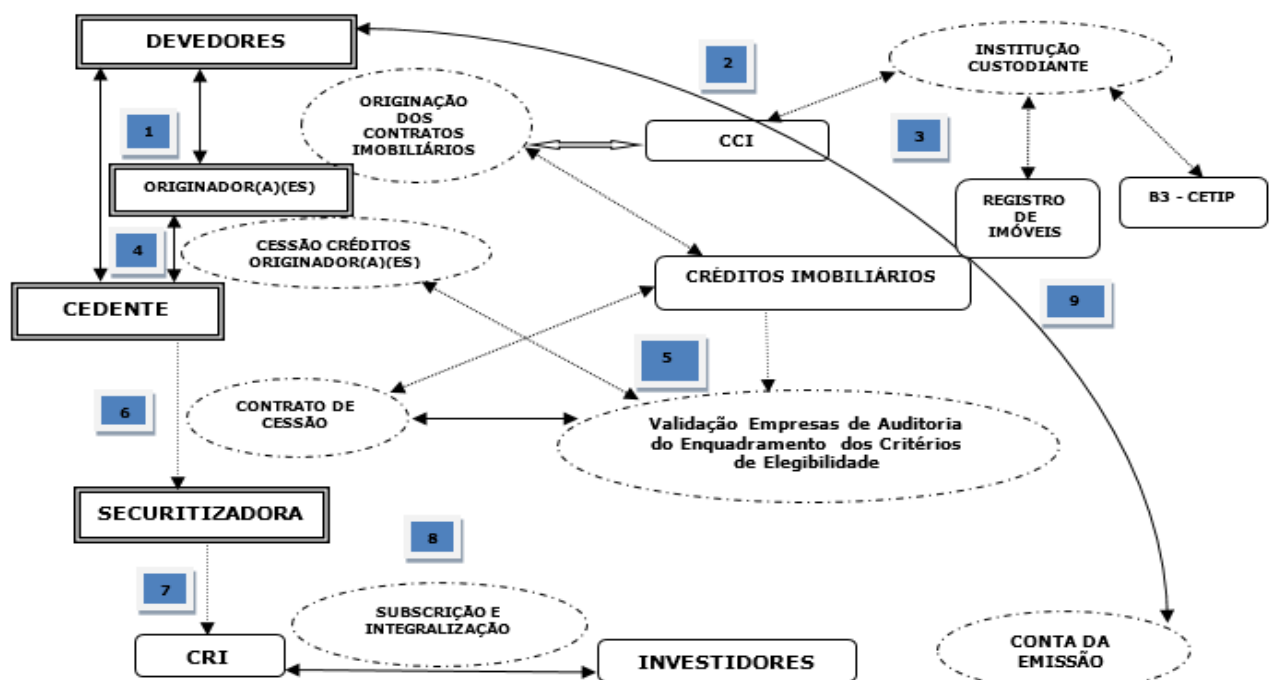 DEVEDORES
2
INSTITUÇÃO
CUSTODIANTE
1
ORIGINAÇÃO
DOS
CONTRATOS
IMOBILIÁRIOS
CCI
3
ORIGINADOR(A)(ES)
REGISTRO
DE
IMÓVEIS
B3 - CETIP
4
CESSÃO CRÉDITOS
ORIGINADOR(A)(ES)
CRÉDITOS IMOBILIÁRIOS
CEDENTE
9
5
6
CONTRATO DE
CESSÃO
Validação Empresas de Auditoria
do Enquadramento dos Critérios
de Elegibilidade
SECURITIZADORA
8
7
SUBSCRIÇÃO E
INTEGRALIZAÇÃO
CRI
INVESTIDORES
CONTA DA
EMISSÃO